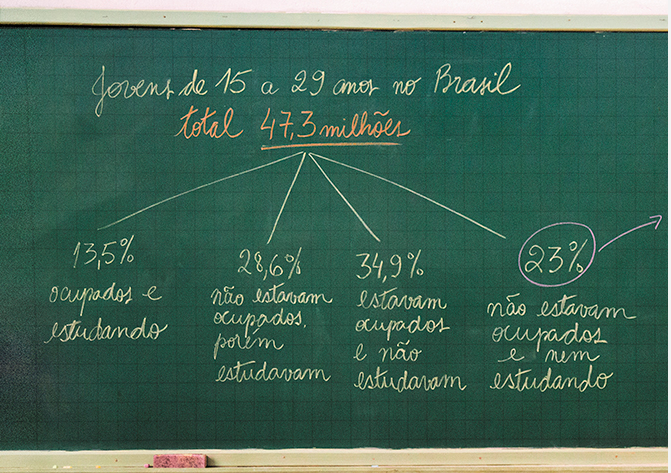 Jovens de 15 a 29 anos no Brasil
total 47,3 milhões
13,5%
ocupados e
estudando
28,6%
não estavam
ocupados,
porém
estudavam
34,9%
estavam
ocupados
e não
estudavam
23%
não estavam
ocupados
e nem
estudando